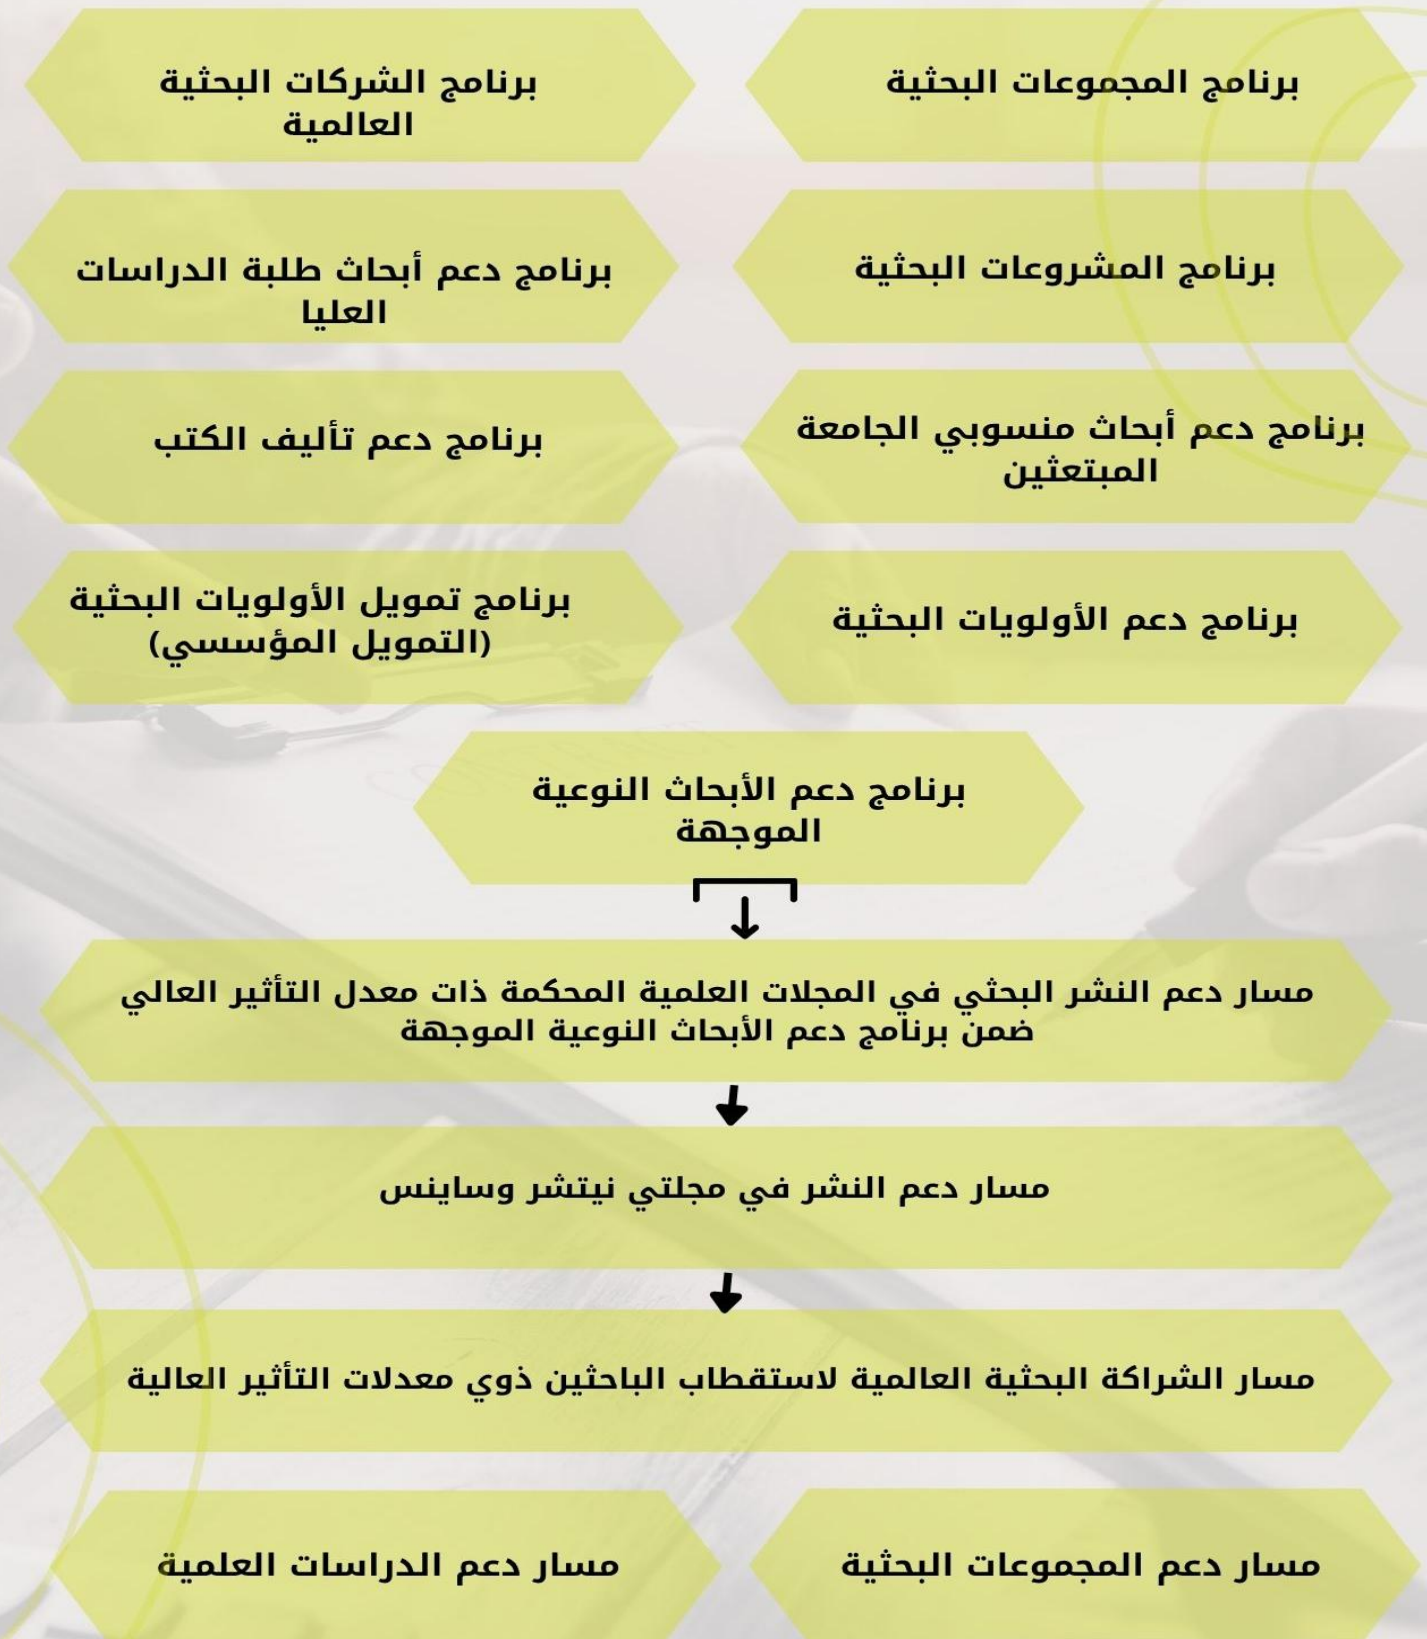 برنامج المجموعات البحثية
برنامج الشركات البحثية
العالمية
برنامج المشروعات البحثية
برنامج دعم أبحاث طلبة الدراسات
العليا
برنامج دعم أبحاث منسوبي الجامعة
المبتعثين
برنامج دعم تأليف الكتب
برنامج دعم الأولويات البحثية
برنامج تمويل الأولويات البحثية
(التمويل المؤسسي)
برنامج دعم الأبحاث النوعية
الموجهة
مسار دعم النشر البحثي في المجلات العلمية المحكمة ذات معدل التأثير العالي
ضمن برنامج دعم الأبحاث النوعية الموجهة
مسار دعم النشر في مجلتي نيتشر وساينس
مسار الشراكة البحثية العالمية لاستقطاب الباحثين ذوي معدلات التأثير العالية
مسار دعم المجموعات البحثية
مسار دعم الدراسات العلمية